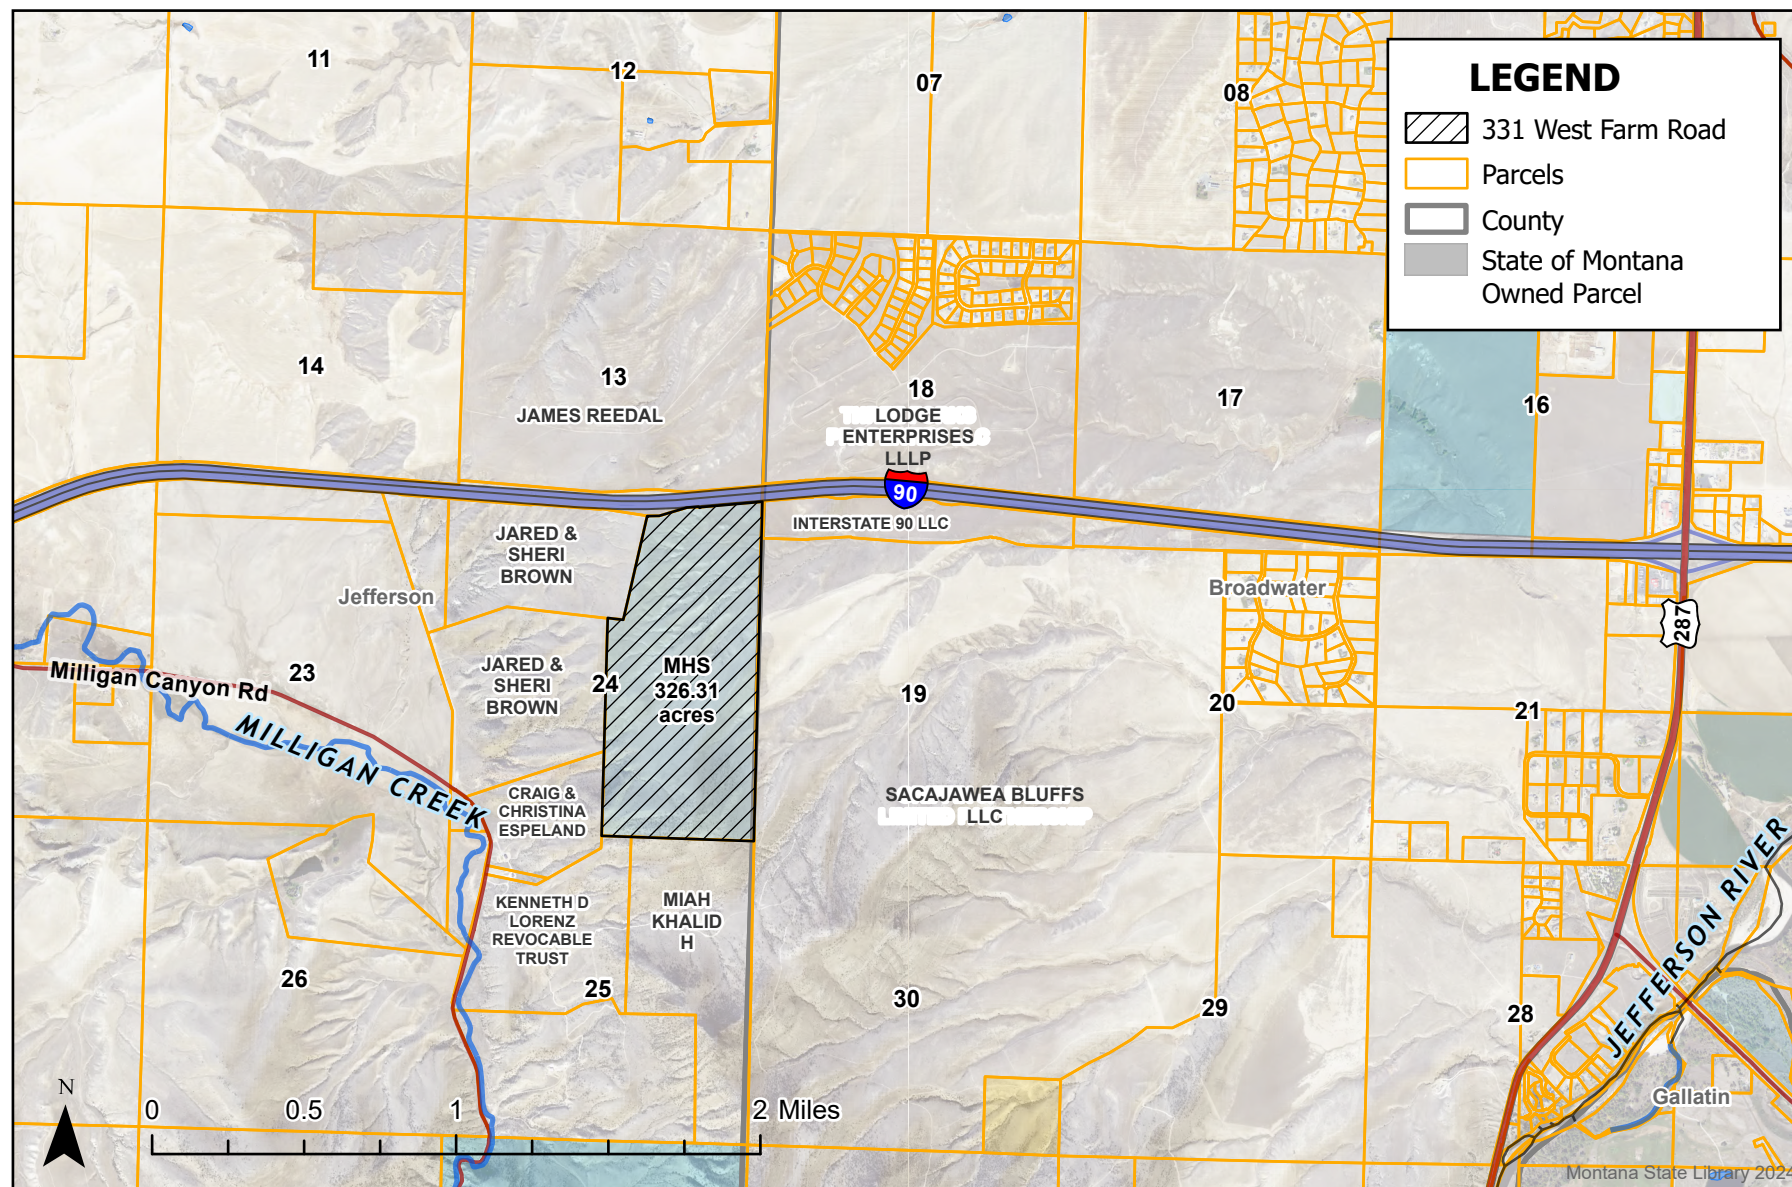 11
12
07
08
LEGEND
331 West Farm Road
Parcels
County
State of Montana
Owned Parcel
14
13
JAMES REEDAL
18
LODGE
ENTERPRISES
LLLP
17
16
90
INTERSTATE 90 LLC
JARED &
SHERI
BROWN
Jefferson
Broadwater
287
23
Milligan Canyon Rd
JARED &
SHERI
BROWN
24
MHS
326.31
acres
19
20
21
MILLIGAN CREEK
CRAIG &
CHRISTINA
ESPELAND
SACAJAWEA BLUFFS
LLC
KENNETH D
LORENZ
REVOCABLE
TRUST
MIAH
KHALID
H
JEFFERSON RIVER
26
25
30
29
28
N
0 0.5 1 2 Miles
Gallatin
Montana State Library 2024